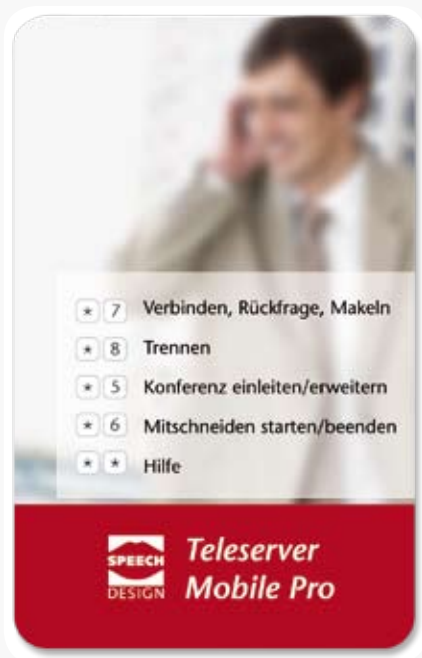 * 7 Verbinden, Rückfrage, Makeln
* 8 Trennen
* 5 Konferenz einleiten/erweitern
* 6 Mitschneiden starten/beenden
* * Hilfe
SPEECH
DESIGN
Teleserver
Mobile Pro